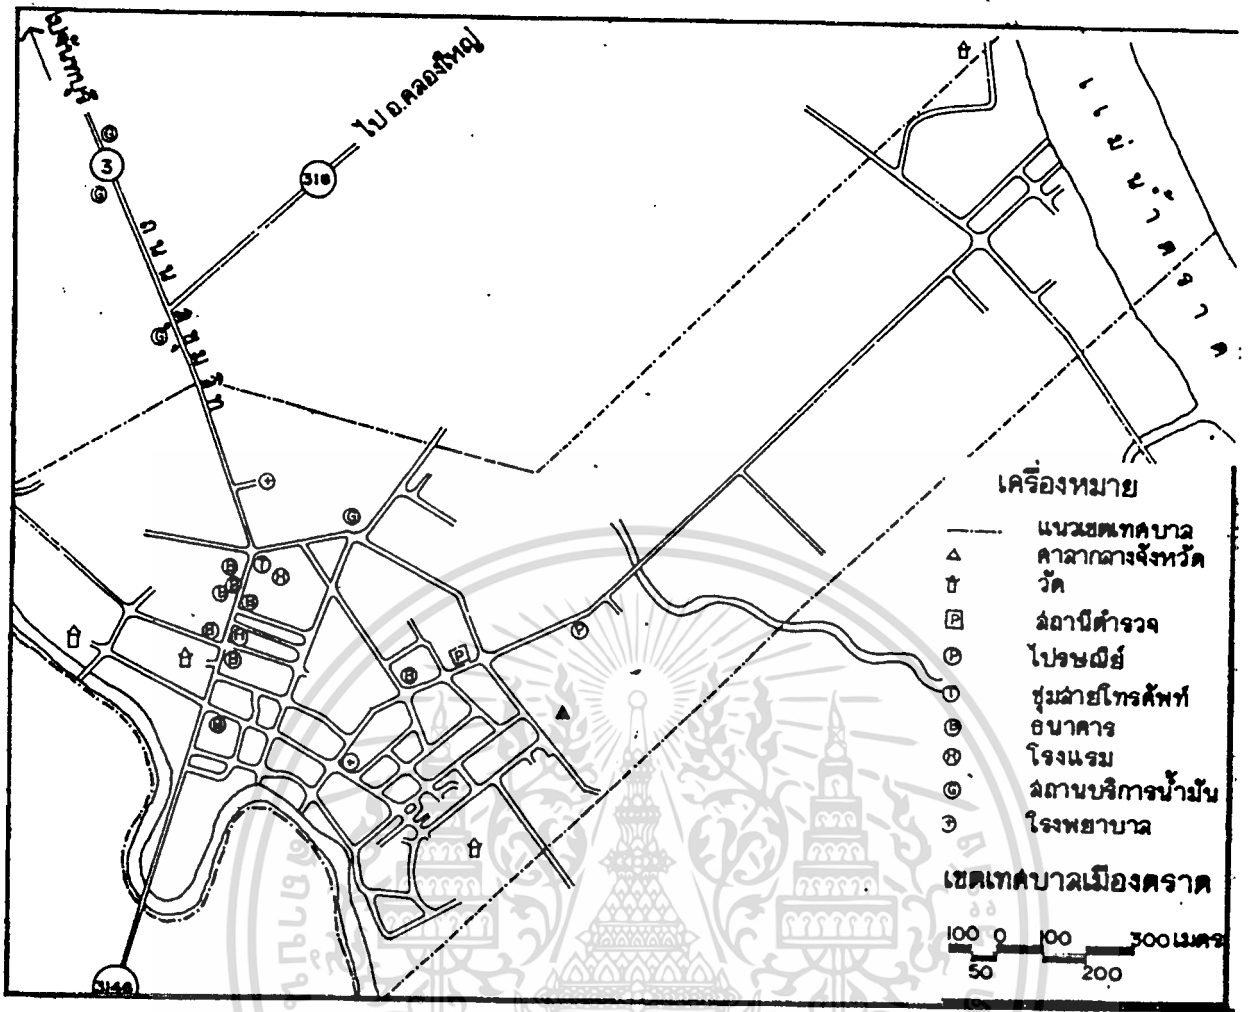 ไปจันทบุรี
ไป อ.คลองใหญ่
3
318
ถนน สุขุมวิท
แม่น้ำตราด
3148
เครื่องหมาย
แนวเขตเทศบาล
ศาลากลางจังหวัด
วัด
P สถานีตำรวจ
P ไปรษณีย์
T ชุมสายโทรศัพท์
B ธนาคาร
H โรงแรม
G สถานบริการน้ำมัน
โรงพยาบาล
เขตเทศบาลเมืองตราด
100 0 100 300 เมตร
50 200